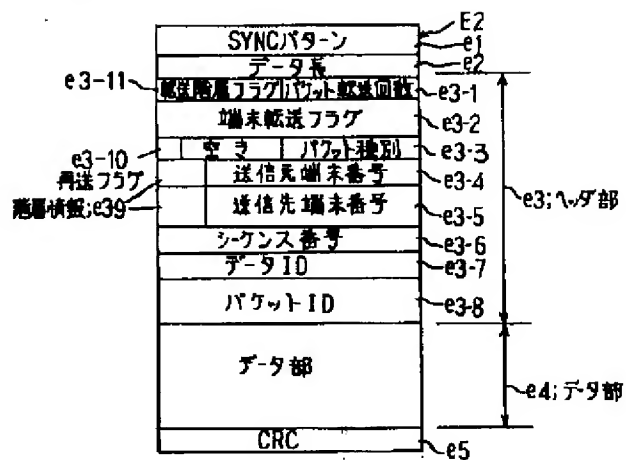 E2
SYNCパターン e1
データ長 e2
e3-11 転送階層フラグ パケット転送回数 e3-1
端末転送フラグ e3-2
e3-10 空き パケット種別 e3-3
再送フラグ 送信先端末番号 e3-4
階層情報;e39 送信先端末番号 e3-5
シーケンス番号 e3-6
データID e3-7
パケットID e3-8
e3;ヘッダ部
データ部
e4;データ部
CRC e5